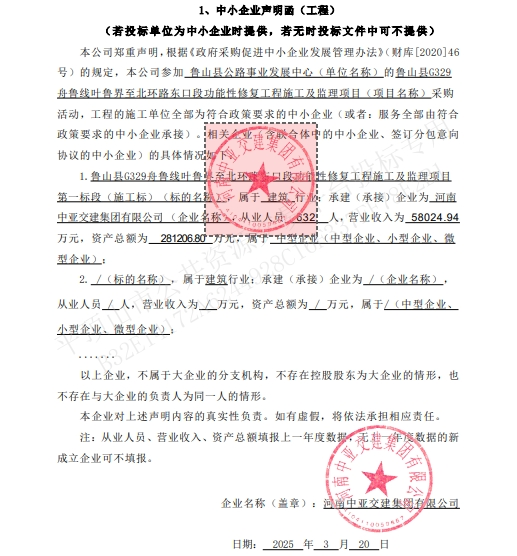 1、中小企业声明函（工程）
（若投标单位为中小企业时提供，若无时投标文件中可不提供）
本公司郑重声明，根据《政府采购促进中小企业发展管理办法》（财库[2020]46
号）的规定，本公司参加 鲁山县公路事业发展中心（单位名称）的鲁山县G329
舟鲁线叶鲁界至北环路东口段功能性修复工程施工及监理项目（项目名称）采购
活动，工程的施工单位全部为符合政策要求的中小企业（或者：服务全部由符合
政策要求的中小企业承接）。相关企业（含联合体中的中小企业、签订分包意向
协议的中小企业）的具体情况如下：
1.鲁山县G329舟鲁线叶鲁界至北环路东口段功能性修复工程施工及监理项目
第一标段（施工标）（标的名称），属于 建筑 行业；承建（承接）企业为 河南
中亚交建集团有限公司（企业名称），从业人员 632 人，营业收入为 58024.94
万元，资产总额为 281206.80 万元，属于 中型企业（中型企业、小型企业、微
型企业）；
2. /（标的名称），属于建筑行业；承建（承接）企业为 /（企业名称），
从业人员 / 人，营业收入为 / 万元，资产总额为 / 万元，属于/（中型企业、
小型企业、微型企业）；
.......
以上企业，不属于大企业的分支机构，不存在控股股东为大企业的情形，也
不存在与大企业的负责人为同一人的情形。
本企业对上述声明内容的真实性负责。如有虚假，将依法承担相应责任。
注：从业人员、营业收入、资产总额填报上一年度数据，无上一年度数据的新
成立企业可不填报。
河南中亚交建集团有限公司
企业名称（盖章）：河南中亚交建集团有限公司
日期： 2025 年 3 月 20 日